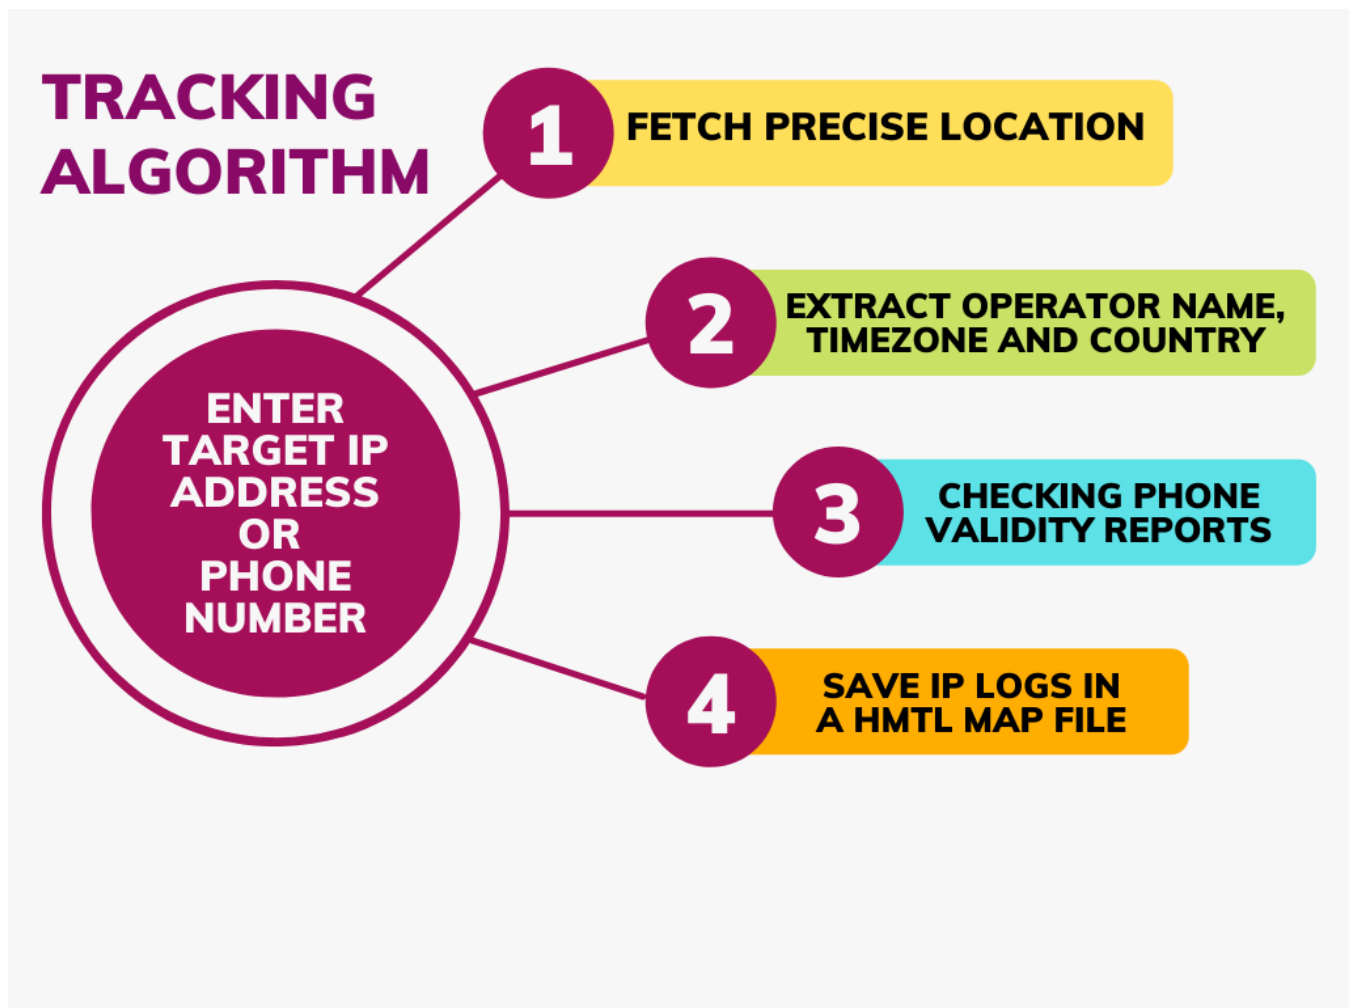 TRACKING
ALGORITHM
1
FETCH PRECISE LOCATION
2
EXTRACT OPERATOR NAME,
TIMEZONE AND COUNTRY
ENTER
TARGET IP
ADDRESS
OR
PHONE
NUMBER
3
CHECKING PHONE
VALIDITY REPORTS
4
SAVE IP LOGS IN
A HMTL MAP FILE